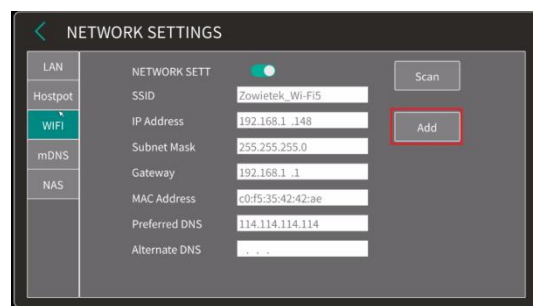 NETWORK SETTINGS
LAN
Hostpot
WIFI
mDNS
NAS
NETWORK SETT
SSID Zowietek_Wi-Fi5
IP Address 192.168.1 .148
Subnet Mask 255.255.255.0
Gateway 192.168.1 .1
MAC Address c0:f5:35:42:42:ae
Preferred DNS 114.114.114.114
Alternate DNS . . .
Scan
Add